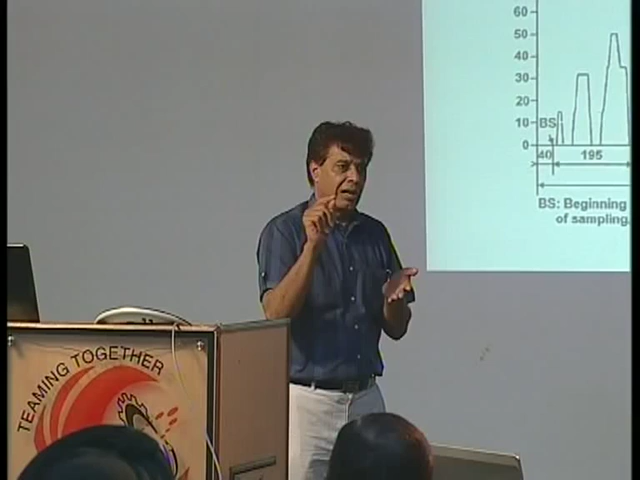 60
50
40
30
20
10
0
BS
40
195
BS: Beginning
of sampling,
TEAMING TOGETHER